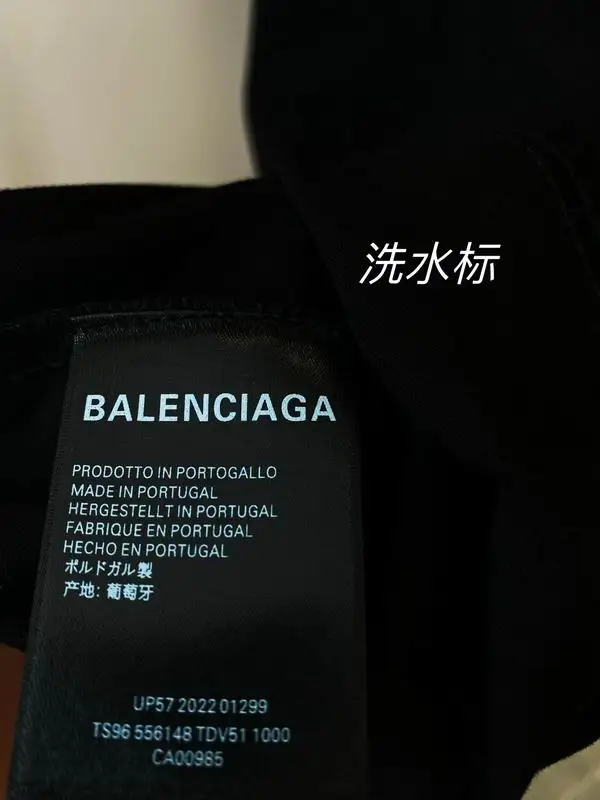 洗水标
BALENCIAGA
PRODOTTO IN PORTOGALLO
MADE IN PORTUGAL
HERGESTELLT IN PORTUGAL
FABRIQUE EN PORTUGAL
HECHO EN PORTUGAL
ポルドガル製
产地: 葡萄牙
UP57 2022 01299
TS96 556148 TDV51 1000
CA00985